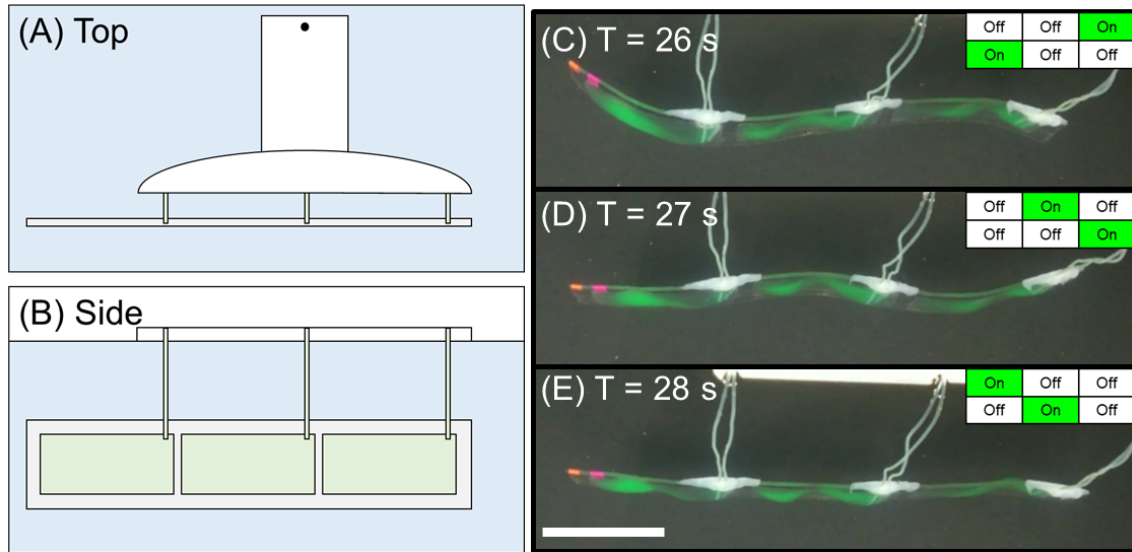 (A) Top
(B) Side
(C) T = 26 s
Off Off On
On Off Off
(D) T = 27 s
Off On Off
Off Off On
(E) T = 28 s
On Off Off
Off On Off